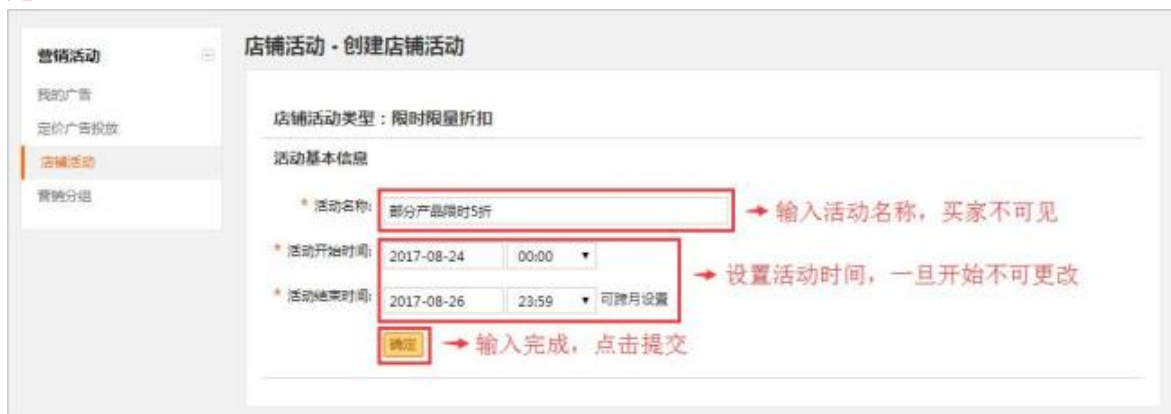 营销活动
我的广告
定价广告投放
店铺活动
营销分组
店铺活动 - 创建店铺活动
店铺活动类型：限时限量折扣
活动基本信息
* 活动名称: 部分产品限时5折
输入活动名称，买家不可见
* 活动开始时间: 2017-08-24 00:00
设置活动时间，一旦开始不可更改
* 活动结束时间: 2017-08-26 23:59 可跨月设置
确定
输入完成，点击提交